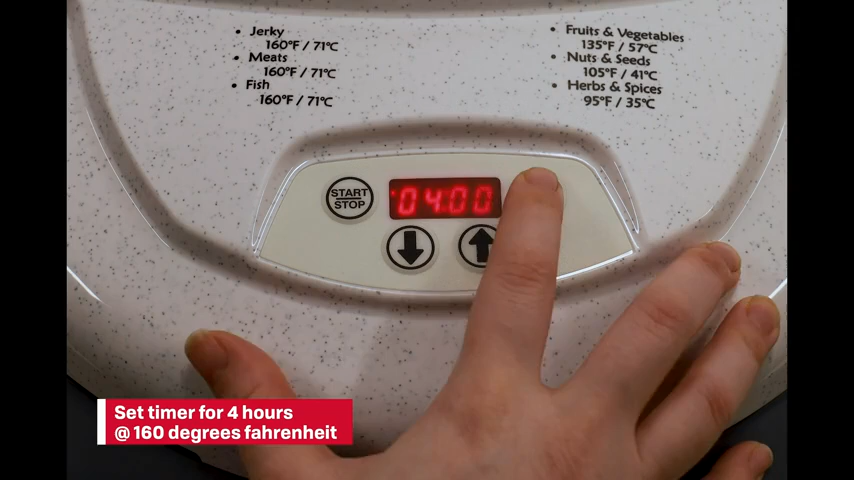 • Jerky
160°F / 71°C
• Meats
160°F / 71°C
• Fish
160°F / 71°C
• Fruits & Vegetables
135°F / 57°C
• Nuts & Seeds
105°F / 41°C
• Herbs & Spices
95°F / 35°C
START
STOP
04:00
Set timer for 4 hours
@ 160 degrees fahrenheit